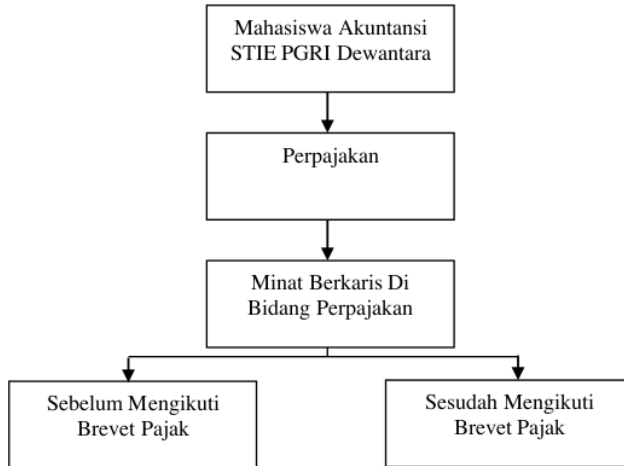 Mahasiswa Akuntansi
STIE PGRI Dewantara
Perpajakan
Minat Berkaris Di
Bidang Perpajakan
Sebelum Mengikuti
Brevet Pajak
Sesudah Mengikuti
Brevet Pajak